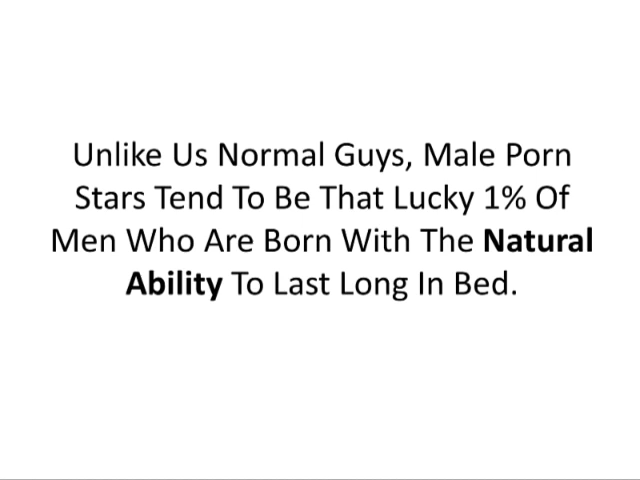 Unlike Us Normal Guys, Male Porn
Stars Tend To Be That Lucky 1% Of
Men Who Are Born With The Natural
Ability To Last Long In Bed.